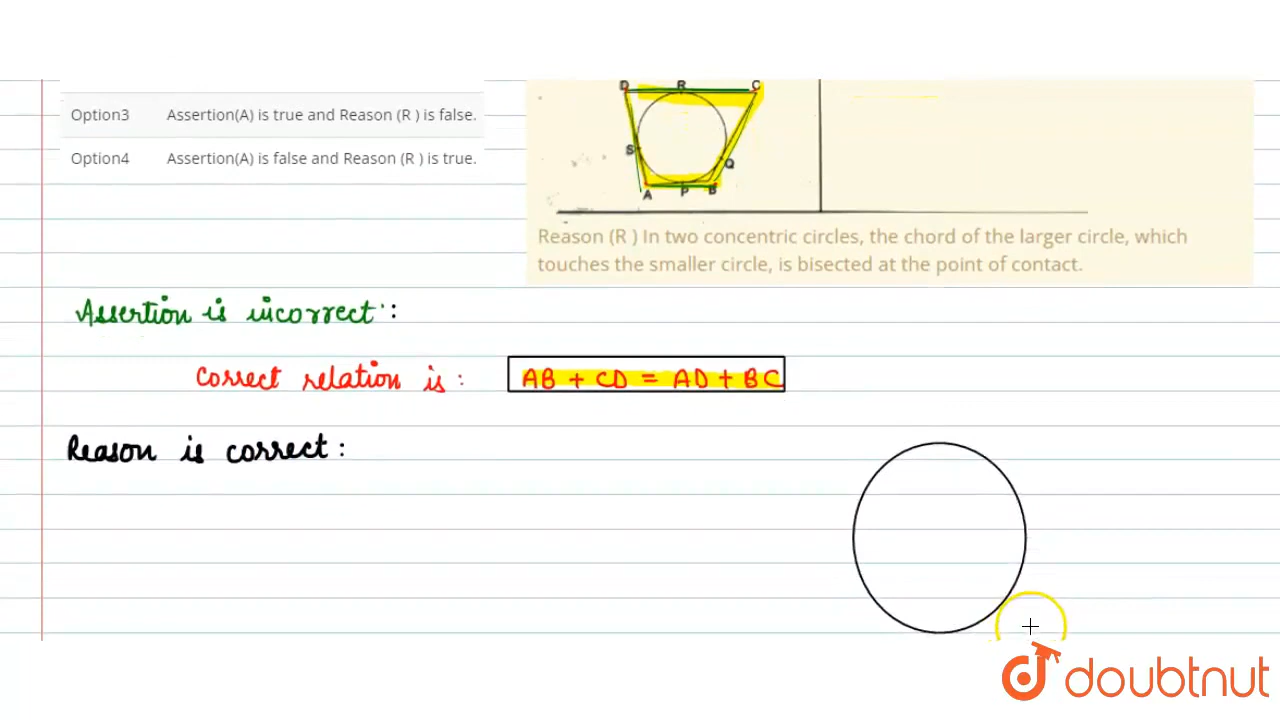 Option3 Assertion(A) is true and Reason (R ) is false.
Option4 Assertion(A) is false and Reason (R ) is true.
D R C
S Q
A P B
Reason (R ) In two concentric circles, the chord of the larger circle, which
touches the smaller circle, is bisected at the point of contact.
Assertion is incorrect :
Correct relation is : AB + CD = AD + BC
Reason is correct :
doubtnut